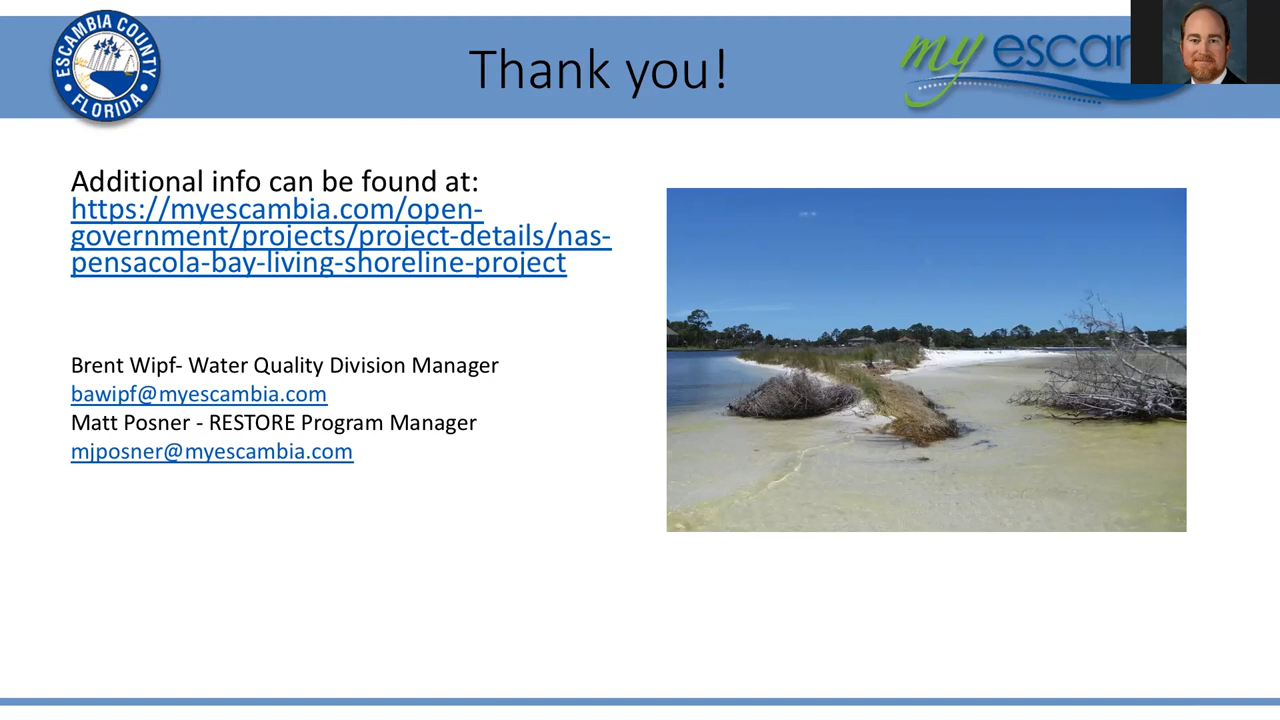 ESCAMBIA COUNTY
FLORIDA
Thank you!
my escar
Additional info can be found at:
https://myescambia.com/open-
government/projects/project-details/nas-
pensacola-bay-living-shoreline-project
Brent Wipf- Water Quality Division Manager
bawipf@myescambia.com
Matt Posner - RESTORE Program Manager
mjposner@myescambia.com